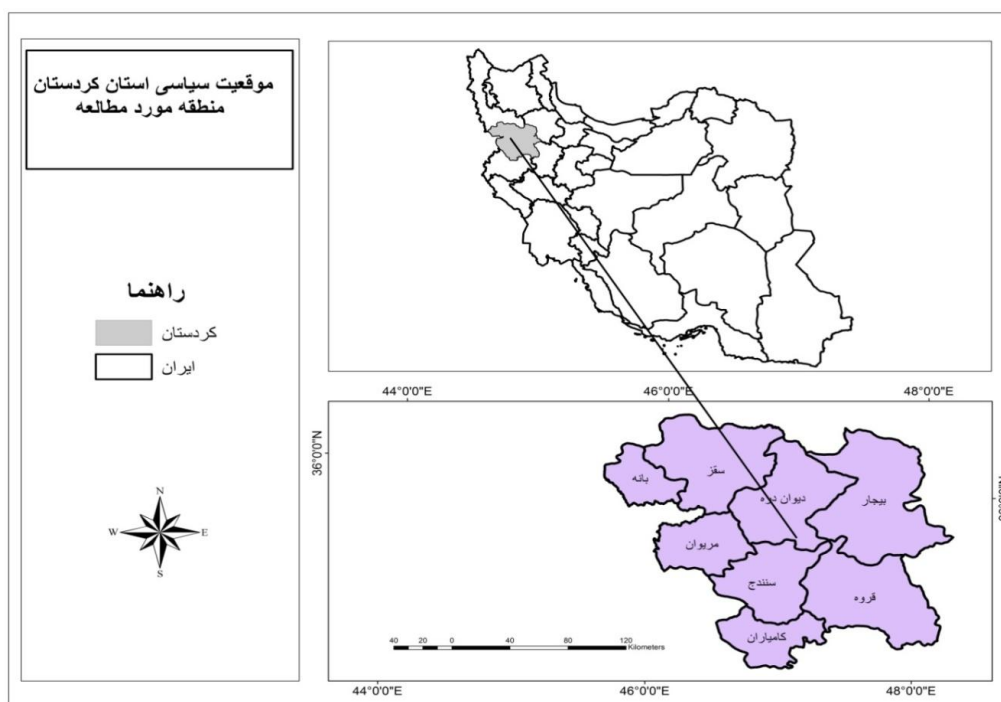 موقعیت سیاسی استان کردستان
منطقه مورد مطالعه
راهنما
کردستان
ایران
N
W
E
S
44°0'0"E
46°0'0"E
48°0'0"E
36°0'0"N
بانه
سقز
دیوان دره
بیجار
مریوان
سنندج
قروه
کامیاران
40 20 0 40 80 120
Kilometers
44°0'0"E
46°0'0"E
48°0'0"E